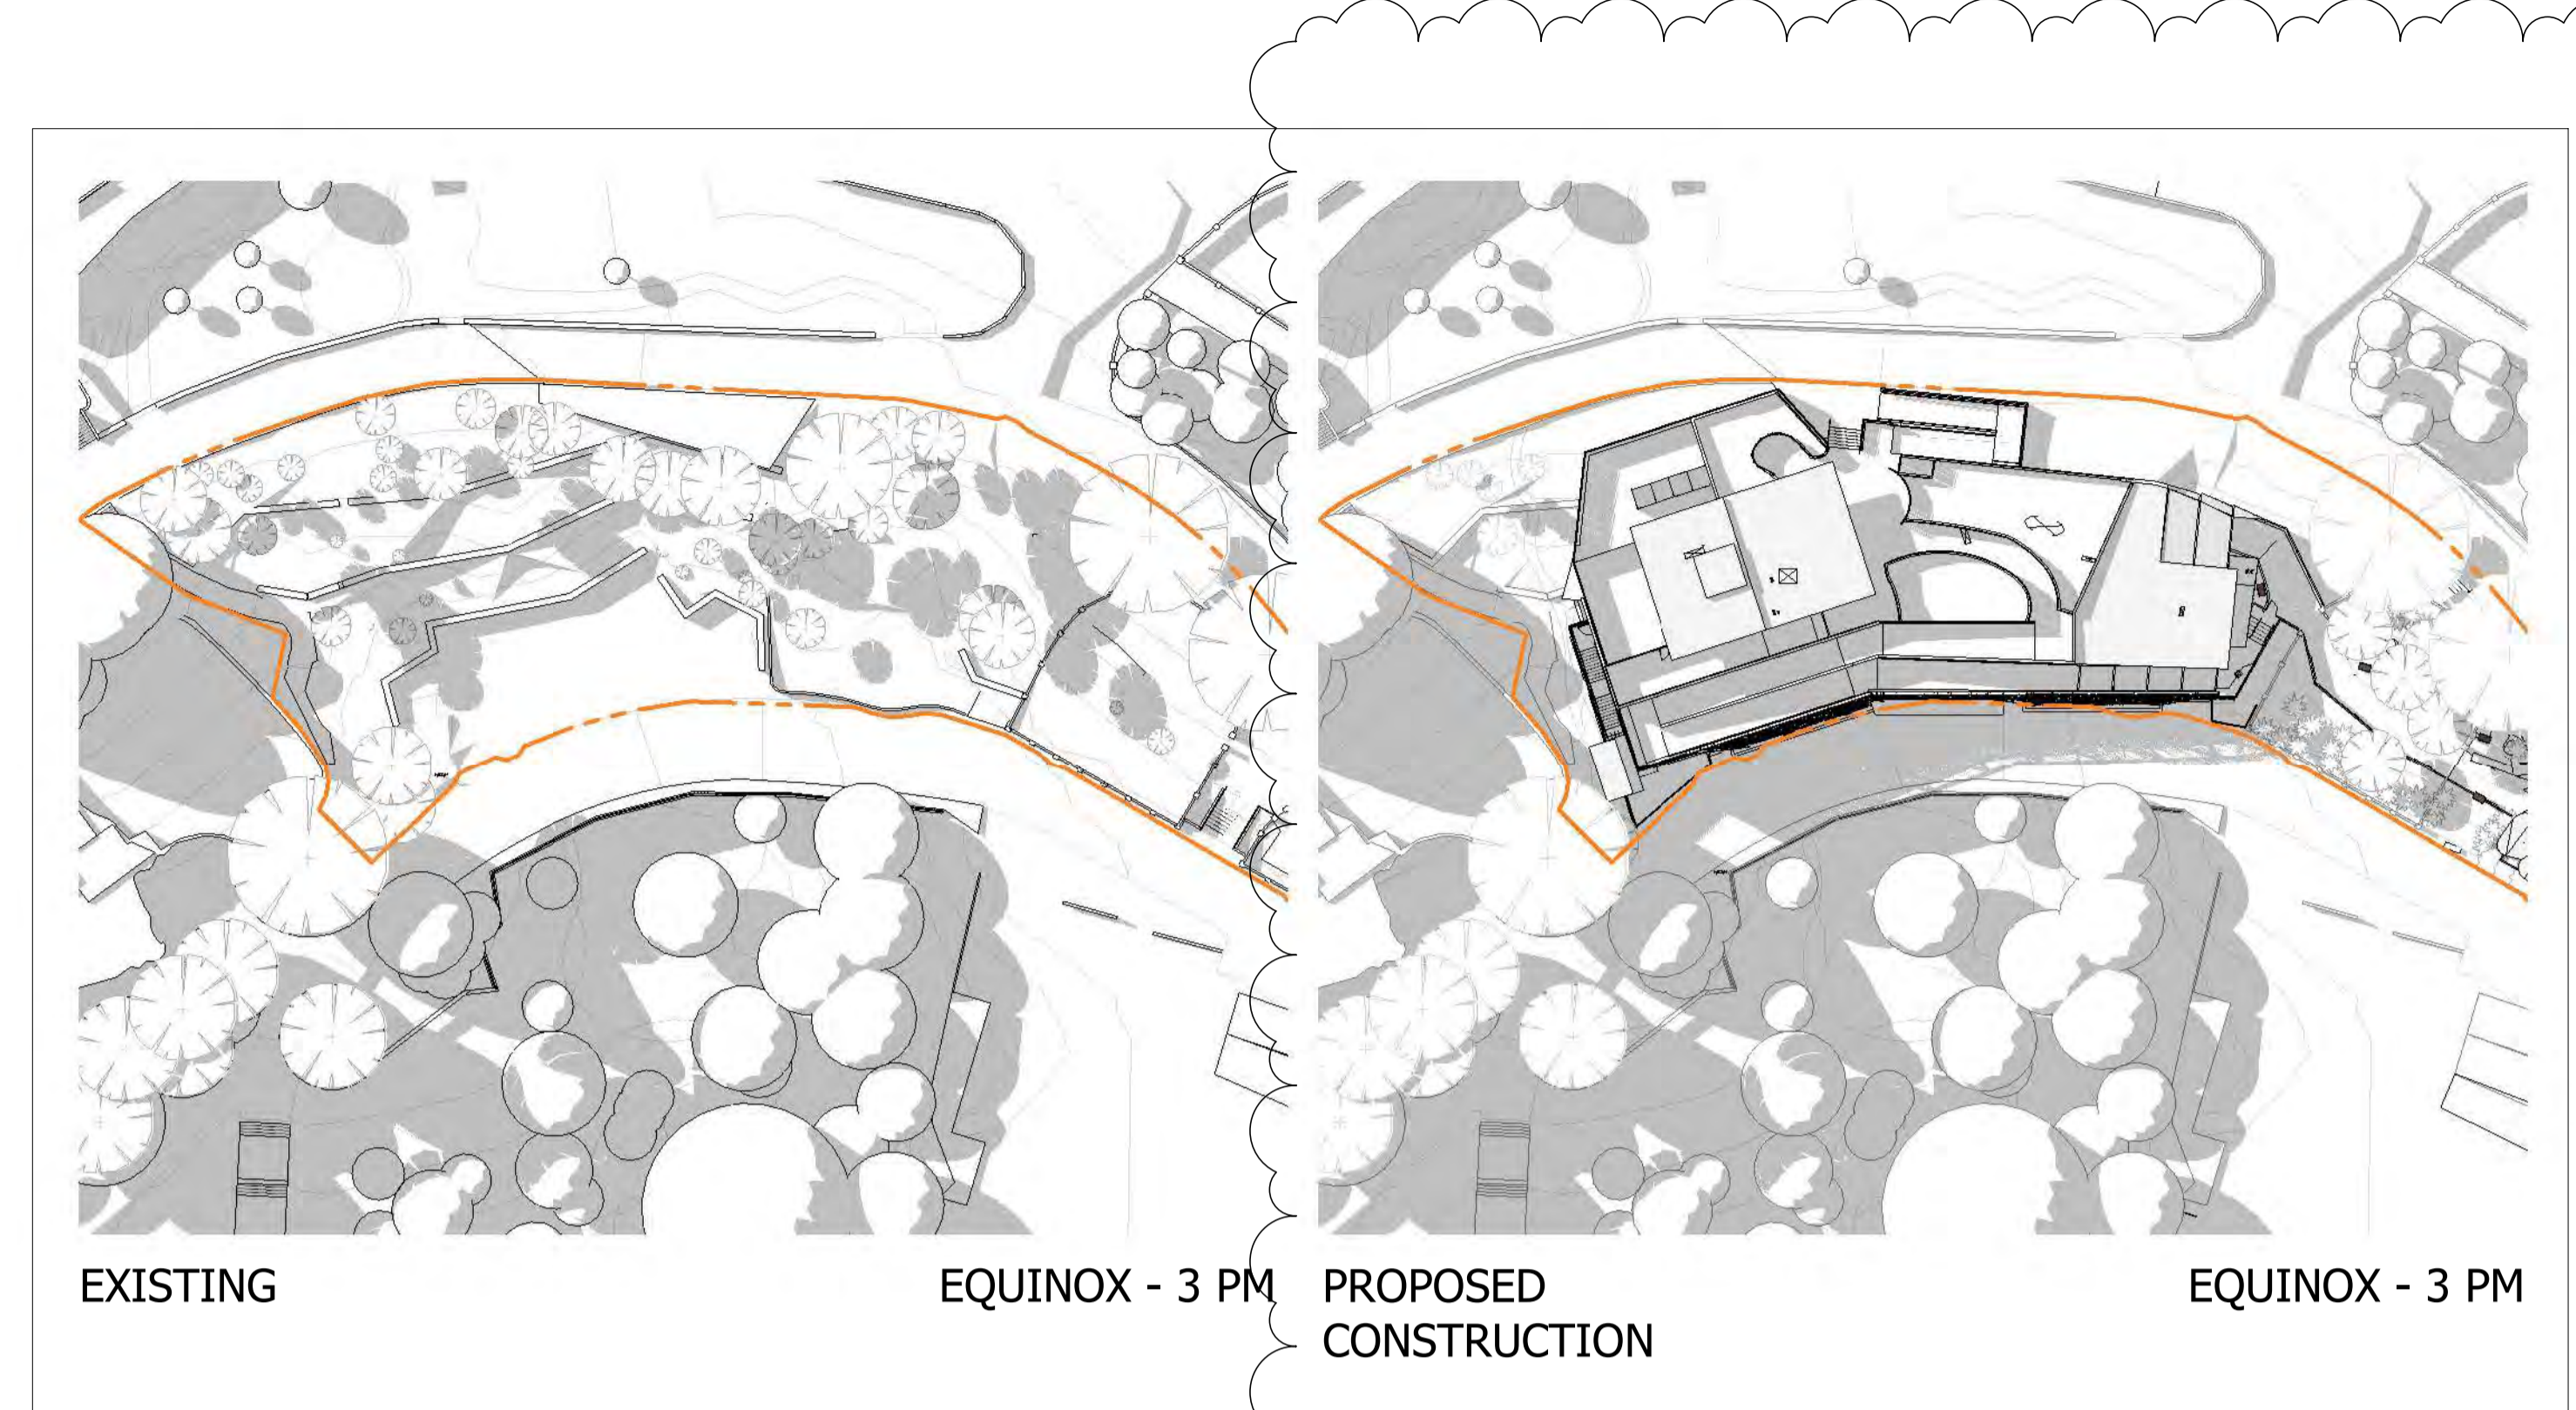 EXISTING
EQUINOX - 3 PM
PROPOSED
CONSTRUCTION
EQUINOX - 3 PM